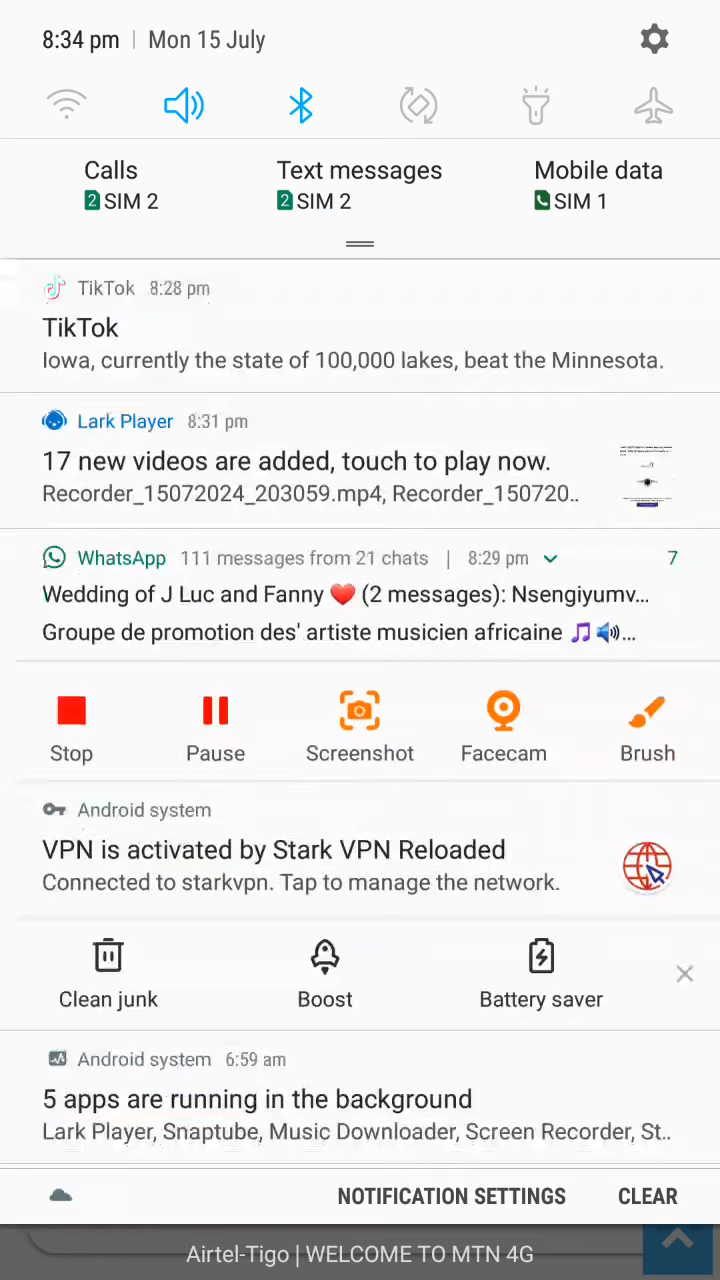 8:34 pm | Mon 15 July
Calls Text messages Mobile data
2 SIM 2 2 SIM 2 SIM 1
TikTok 8:28 pm
TikTok
Iowa, currently the state of 100,000 lakes, beat the Minnesota.
Lark Player 8:31 pm
17 new videos are added, touch to play now.
Recorder_15072024_203059.mp4, Recorder_150720..
WhatsApp 111 messages from 21 chats | 8:29 pm 7
Wedding of J Luc and Fanny ❤️ (2 messages): Nsengiyumv...
Groupe de promotion des' artiste musicien africaine 🎵🔊...
Stop Pause Screenshot Facecam Brush
Android system
VPN is activated by Stark VPN Reloaded
Connected to starkvpn. Tap to manage the network.
Clean junk Boost Battery saver
Android system 6:59 am
5 apps are running in the background
Lark Player, Snaptube, Music Downloader, Screen Recorder, St..
NOTIFICATION SETTINGS CLEAR
Airtel-Tigo | WELCOME TO MTN 4G